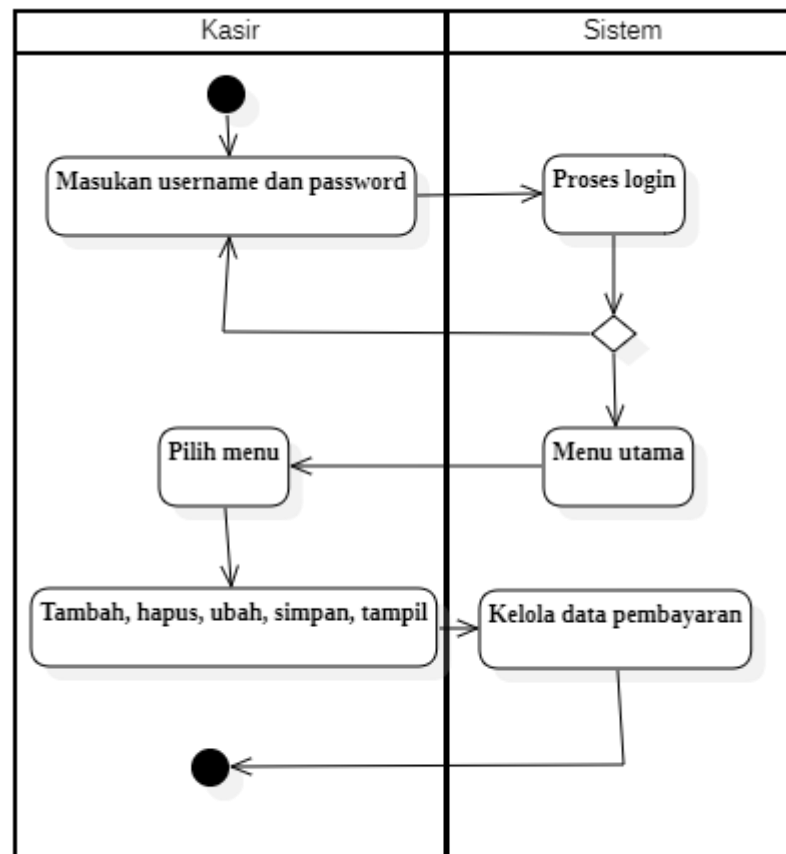 Kasir
Sistem
Masukan username dan password
Proses login
Pilih menu
Menu utama
Tambah, hapus, ubah, simpan, tampil
Kelola data pembayaran